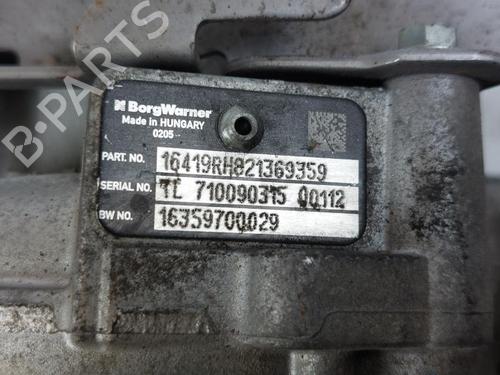 B-PARTS
BorgWarner
Made in HUNGARY
0205
PART. NO. 16419RH821369359
SERIAL NO. TL 710090315 00112
BW NO. 16359700029